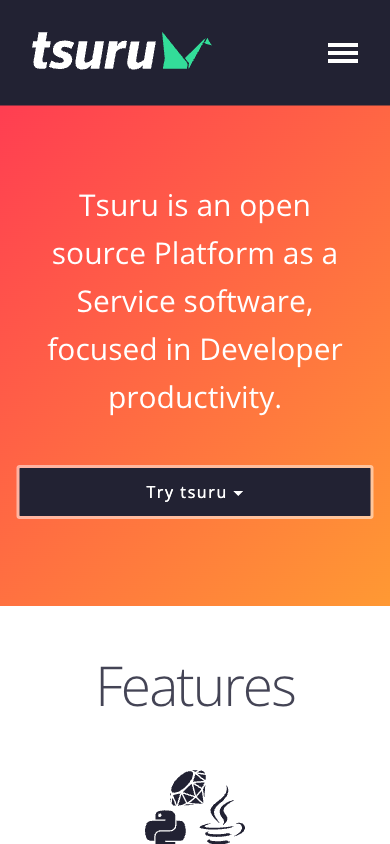 tsuru
Tsuru is an open
source Platform as a
Service software,
focused in Developer
productivity.
Try tsuru
Features